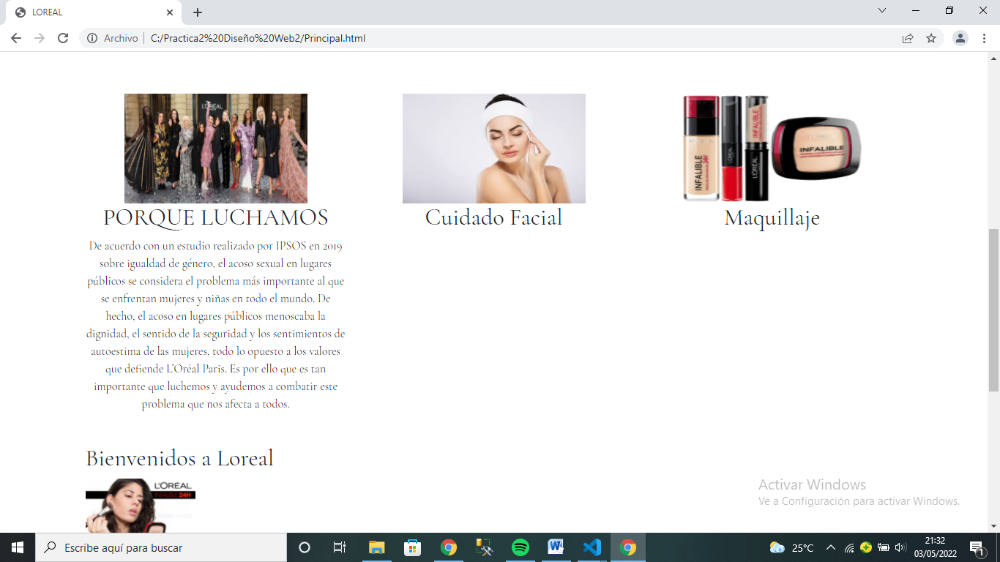 LOREAL
Archivo
C:/Practica2%20Diseño%20Web2/Principal.html
L'ORÉAL
PORQUE LUCHAMOS
De acuerdo con un estudio realizado por IPSOS en 2019
sobre igualdad de género, el acoso sexual en lugares
públicos se considera el problema más importante al que
se enfrentan mujeres y niñas en todo el mundo. De
hecho, el acoso en lugares públicos menoscaba la
dignidad, el sentido de la seguridad y los sentimientos de
autoestima de las mujeres, todo lo opuesto a los valores
que defiende L'Oréal Paris. Es por ello que es tan
importante que luchemos y ayudemos a combatir este
problema que nos afecta a todos.
Cuidado Facial
INFALIBLE 24H
L'ORÉAL
INFALIBLE
L'ORÉAL
INFALIBLE
Maquillaje
Bienvenidos a Loreal
L'ORÉAL
INFALIBLE 24H
Activar Windows
Ve a Configuración para activar Windows.
Escribe aquí para buscar
25°C
21:32
03/05/2022
1